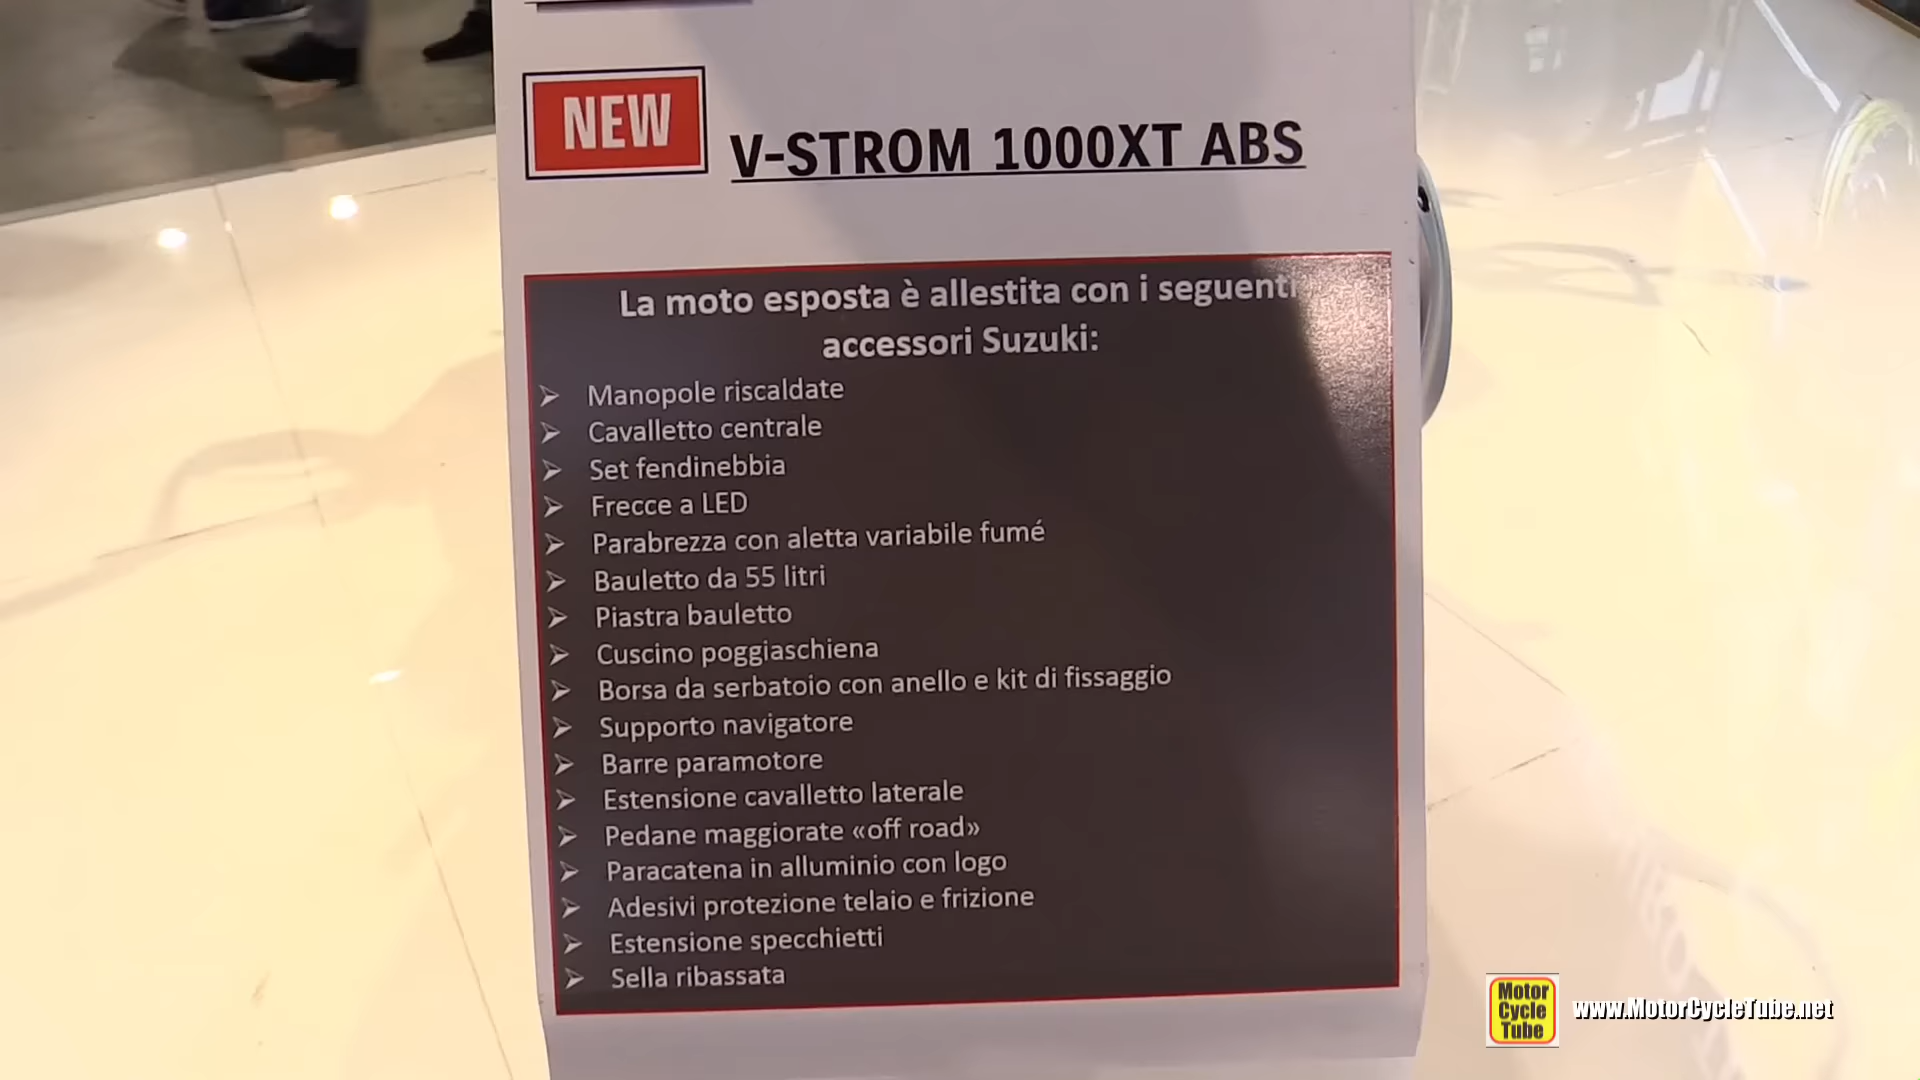 NEW
V-STROM 1000XT ABS
La moto esposta è allestita con i seguenti
accessori Suzuki:
➢ Manopole riscaldate
➢ Cavalletto centrale
➢ Set fendinebbia
➢ Frecce a LED
➢ Parabrezza con aletta variabile fumé
➢ Bauletto da 55 litri
➢ Piastra bauletto
➢ Cuscino poggiaschiena
➢ Borsa da serbatoio con anello e kit di fissaggio
➢ Supporto navigatore
➢ Barre paramotore
➢ Estensione cavalletto laterale
➢ Pedane maggiorate «off road»
➢ Paracatena in alluminio con logo
➢ Adesivi protezione telaio e frizione
➢ Estensione specchietti
➢ Sella ribassata
Motor
Cycle
Tube
www.MotorCycleTube.net